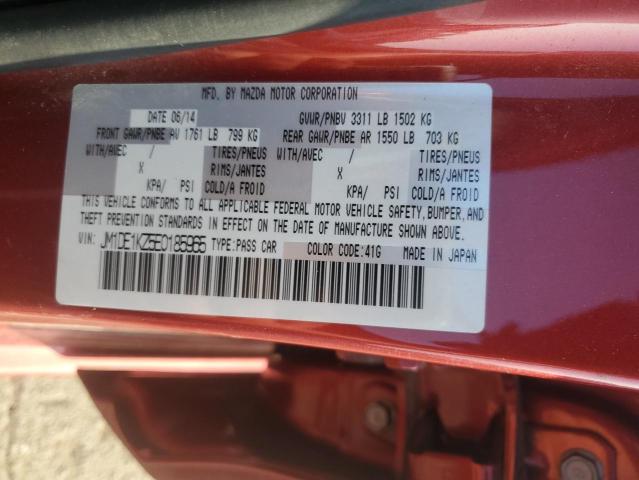 MFD. BY MAZDA MOTOR CORPORATION
DATE 06/14 GVWR/PNBV 3311 LB 1502 KG
FRONT GAWR/PNBE AV 1761 LB 799 KG REAR GAWR/PNBE AR 1550 LB 703 KG
WITH/AVEC / TIRES/PNEUS WITH/AVEC / TIRES/PNEUS
X RIMS/JANTES X RIMS/JANTES
KPA/ PSI COLD/A FROID KPA/ PSI COLD/A FROID
THIS VEHICLE CONFORMS TO ALL APPLICABLE FEDERAL MOTOR VEHICLE SAFETY, BUMPER, AND
THEFT PREVENTION STANDARDS IN EFFECT ON THE DATE OF MANUFACTURE SHOWN ABOVE.
VIN: JM1DE1KZ5E0185965 TYPE:PASS CAR COLOR CODE:41G MADE IN JAPAN